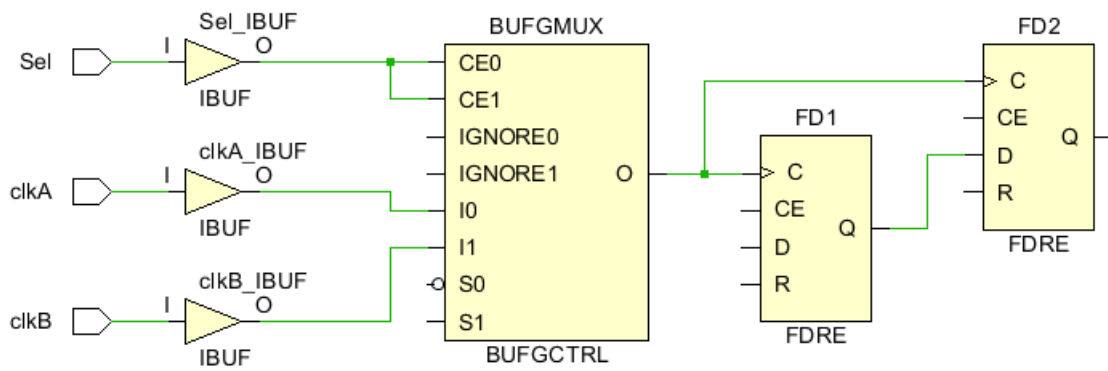 Sel
I
Sel_IBUF
O
IBUF
clkA
I
clkA_IBUF
O
IBUF
clkB
I
clkB_IBUF
O
IBUF
BUFGMUX
CE0
CE1
IGNORE0
IGNORE1
I0
I1
S0
S1
O
BUFGCTRL
FD1
C
CE
D
R
Q
FDRE
FD2
C
CE
D
R
Q
FDRE